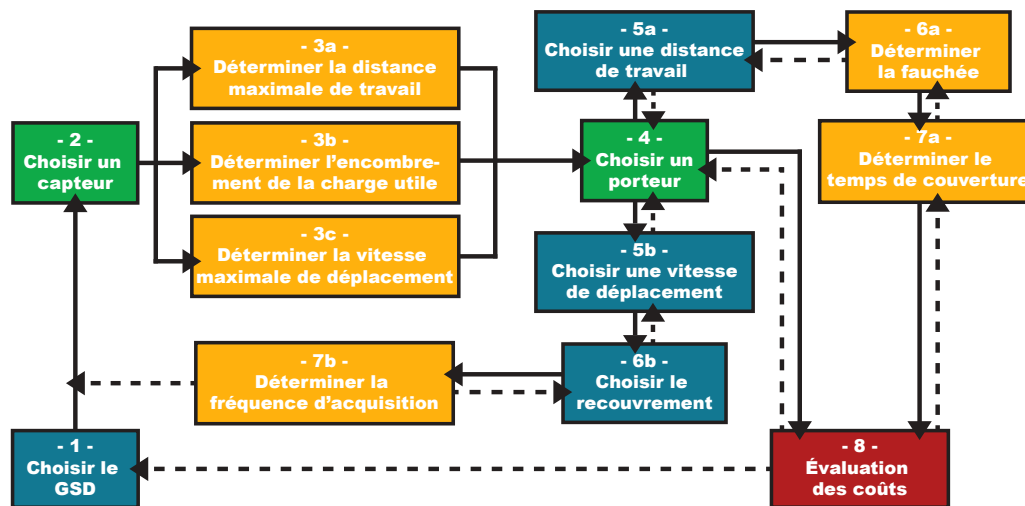 - 1 -
Choisir le
GSD
- 2 -
Choisir un
capteur
- 3a -
Déterminer la distance
maximale de travail
- 3b -
Déterminer l'encombre-
ment de la charge utile
- 3c -
Déterminer la vitesse
maximale de déplacement
- 4 -
Choisir un
porteur
- 5a -
Choisir une distance
de travail
- 5b -
Choisir une vitesse
de déplacement
- 6a -
Déterminer
la fauchée
- 6b -
Choisir le
recouvrement
- 7a -
Déterminer le
temps de couverture
- 7b -
Déterminer la
fréquence d'acquisition
- 8 -
Évaluation
des coûts